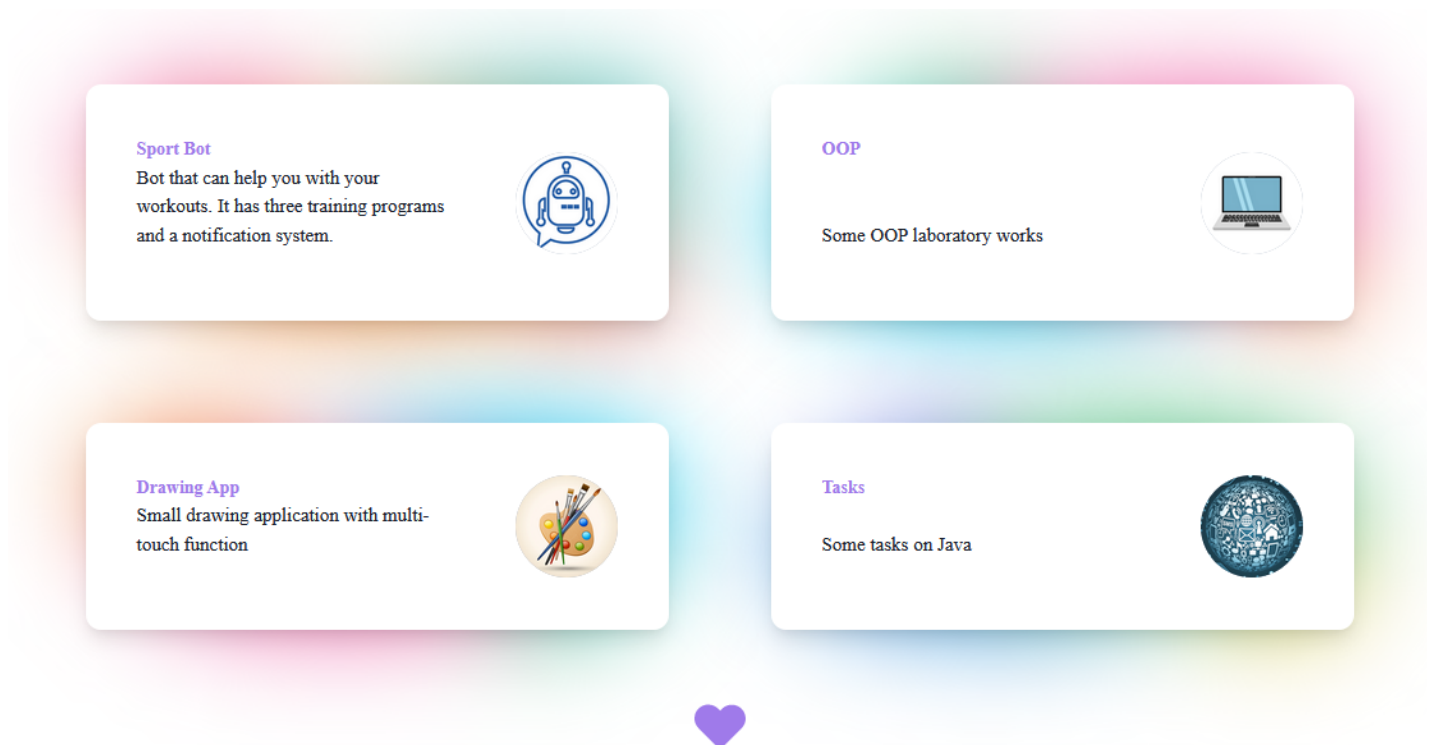 Sport Bot
Bot that can help you with your
workouts. It has three training programs
and a notification system.
OOP
Some OOP laboratory works
Drawing App
Small drawing application with multi-
touch function
Tasks
Some tasks on Java